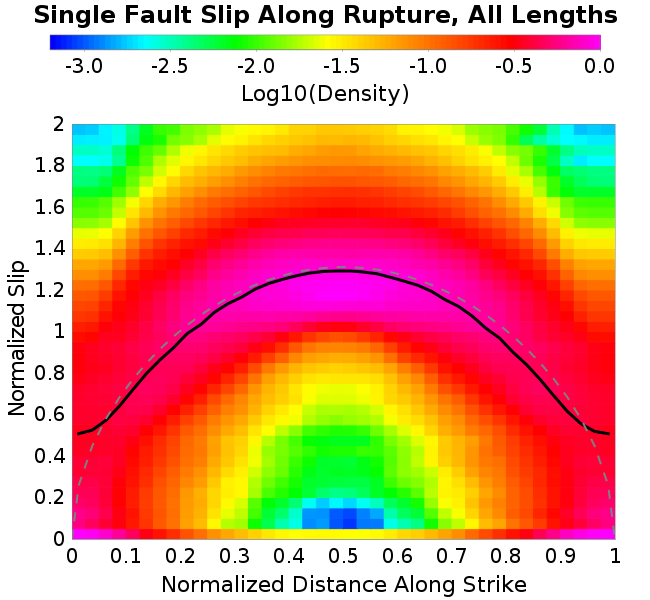 Single Fault Slip Along Rupture, All Lengths
-3.0 -2.5 -2.0 -1.5 -1.0 -0.5 0.0
Log10(Density)
2
1.8
1.6
1.4
1.2
1
0.8
0.6
0.4
0.2
0
Normalized Slip
0 0.1 0.2 0.3 0.4 0.5 0.6 0.7 0.8 0.9 1
Normalized Distance Along Strike